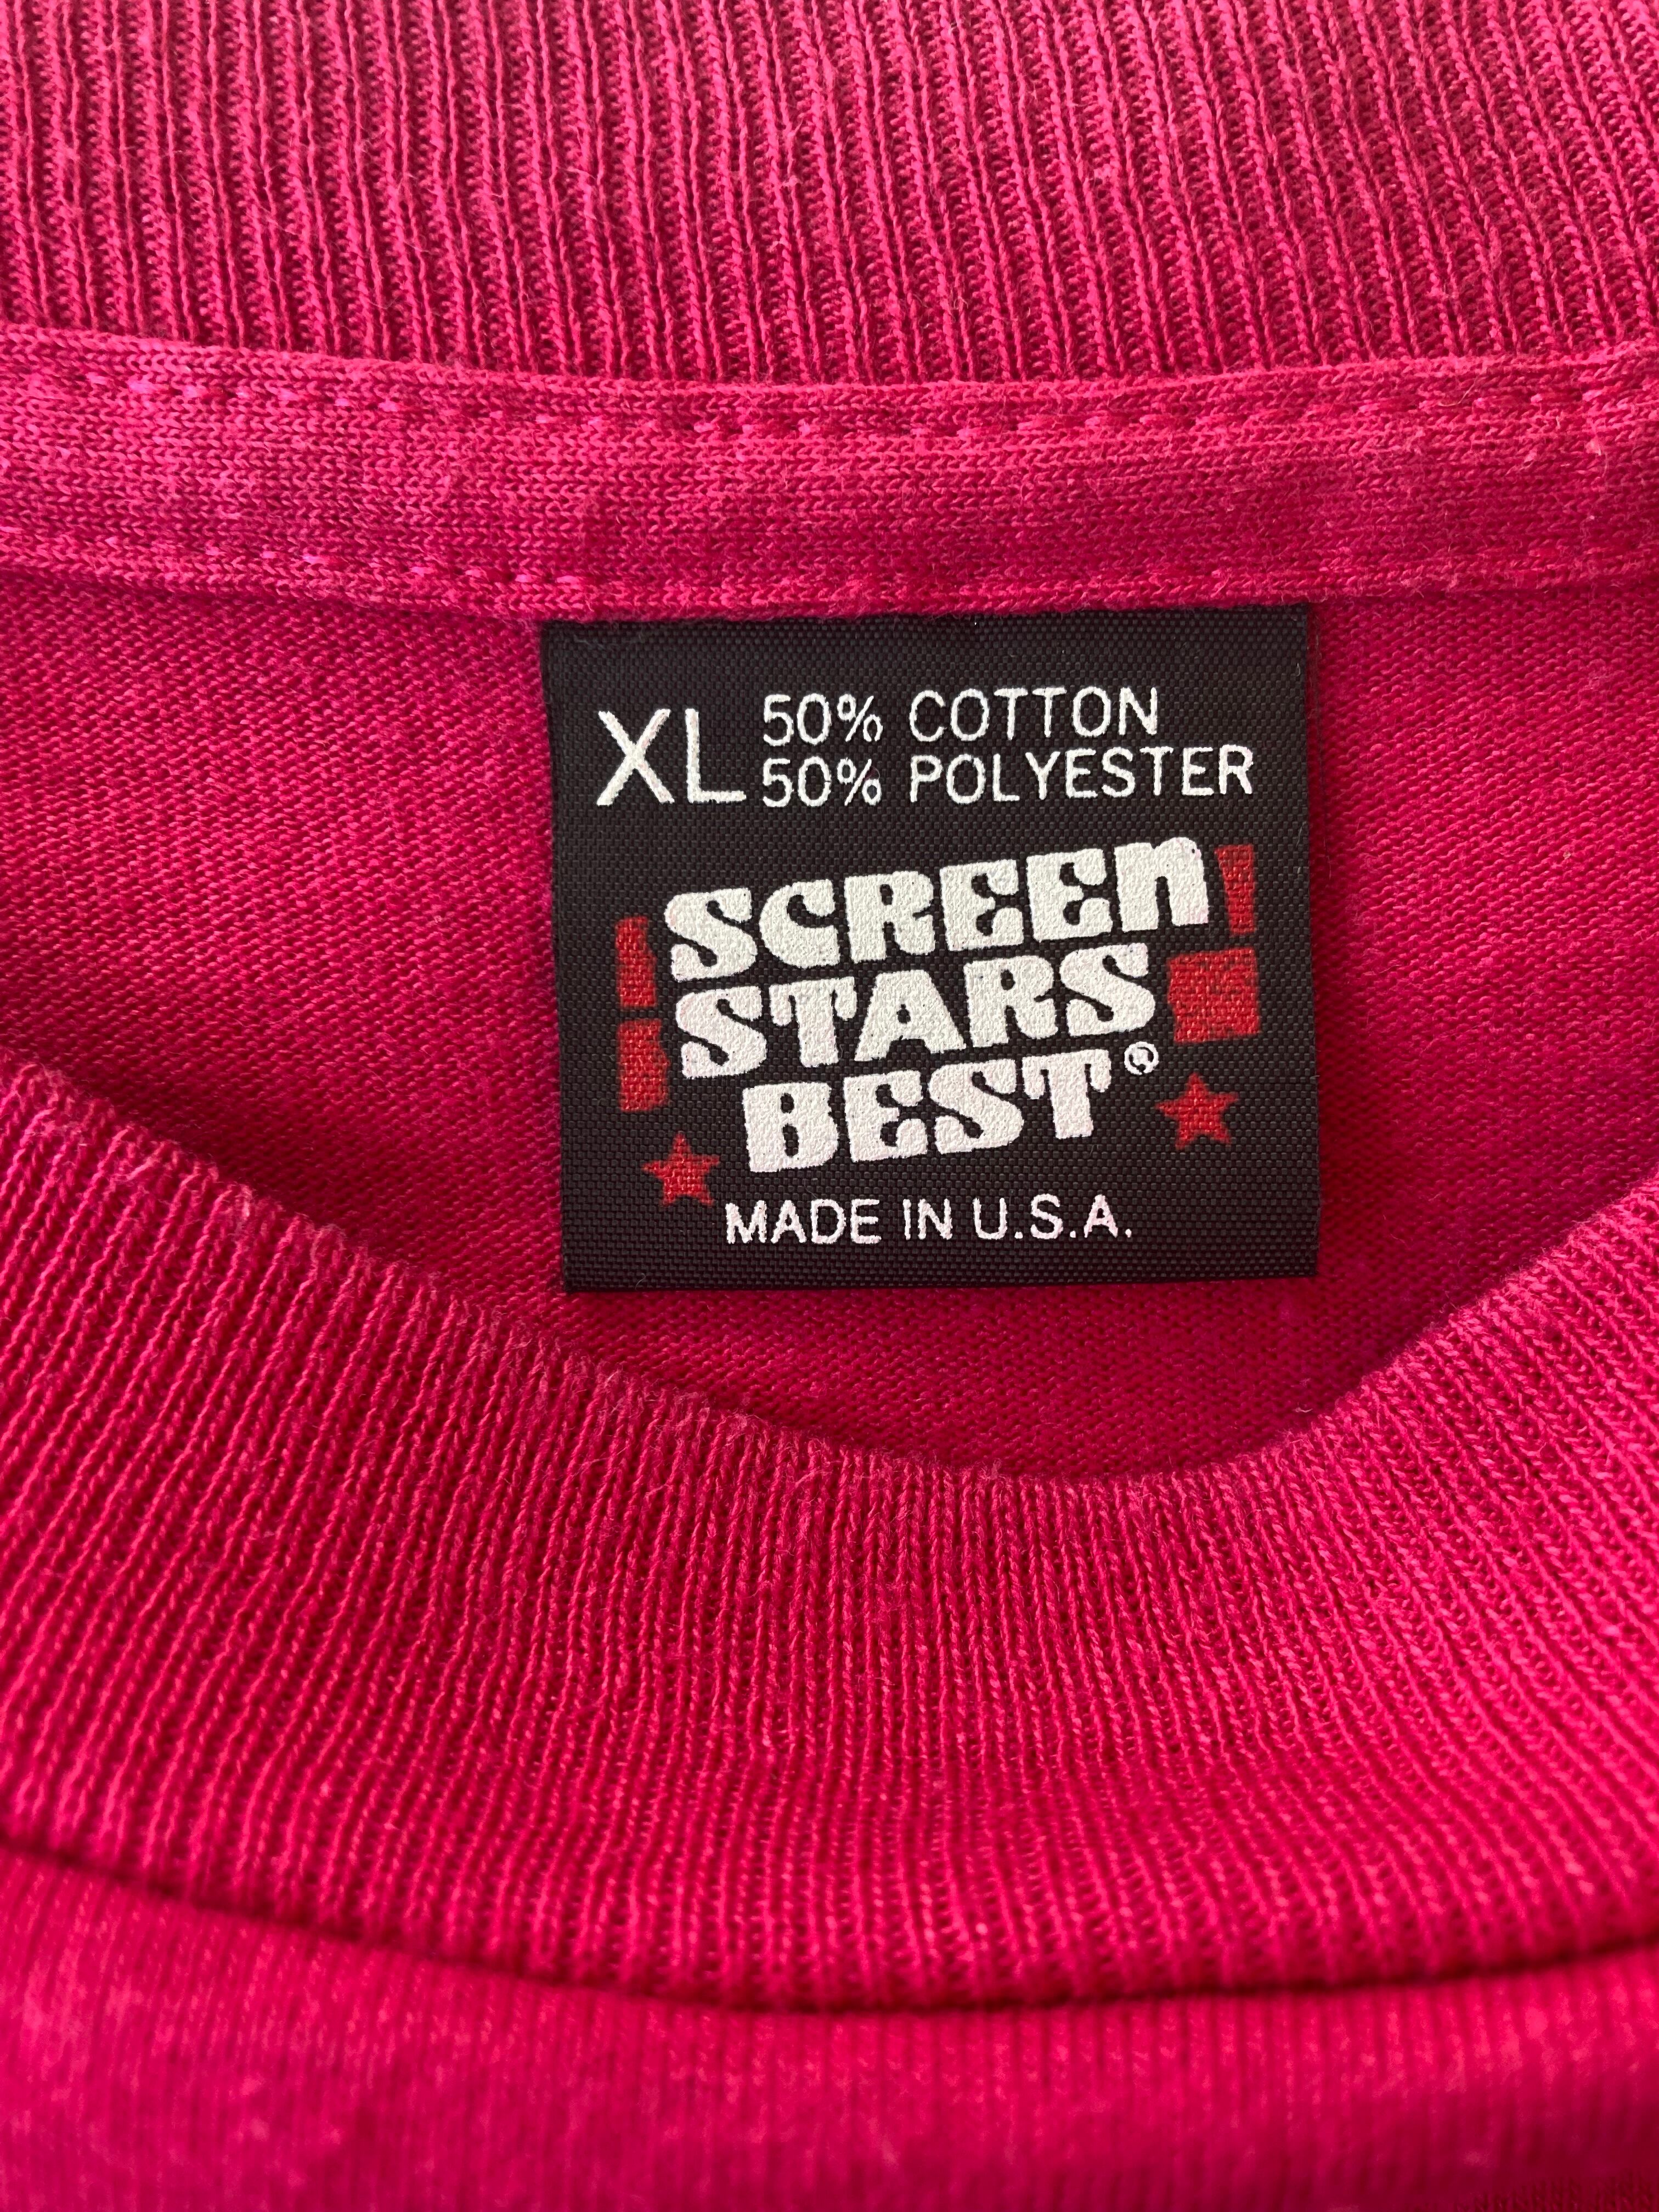 XL 50% COTTON
50% POLYESTER
SCREEN
STARS
BEST®
MADE IN U.S.A.